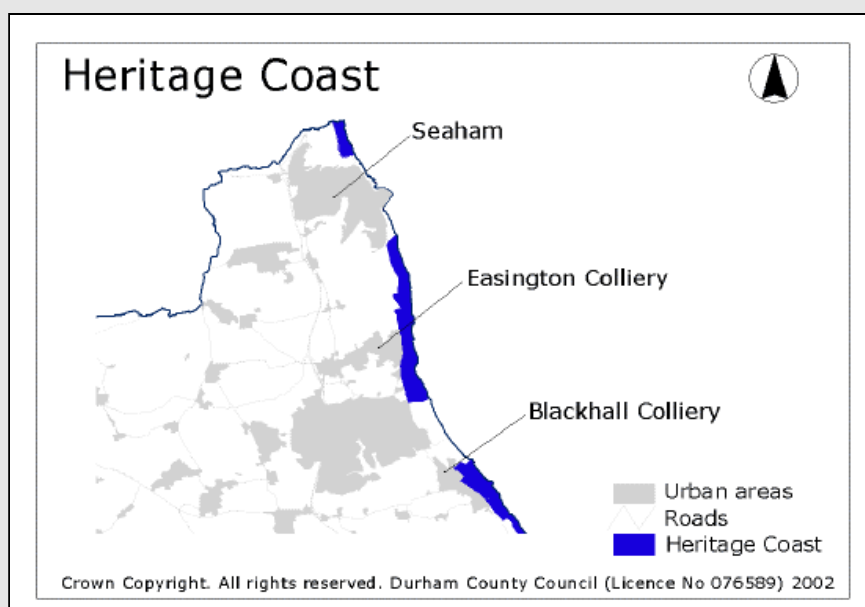 Heritage Coast
Seaham
Easington Colliery
Blackhall Colliery
Urban areas
Roads
Heritage Coast
Crown Copyright. All rights reserved. Durham County Council (Licence No 076589) 2002